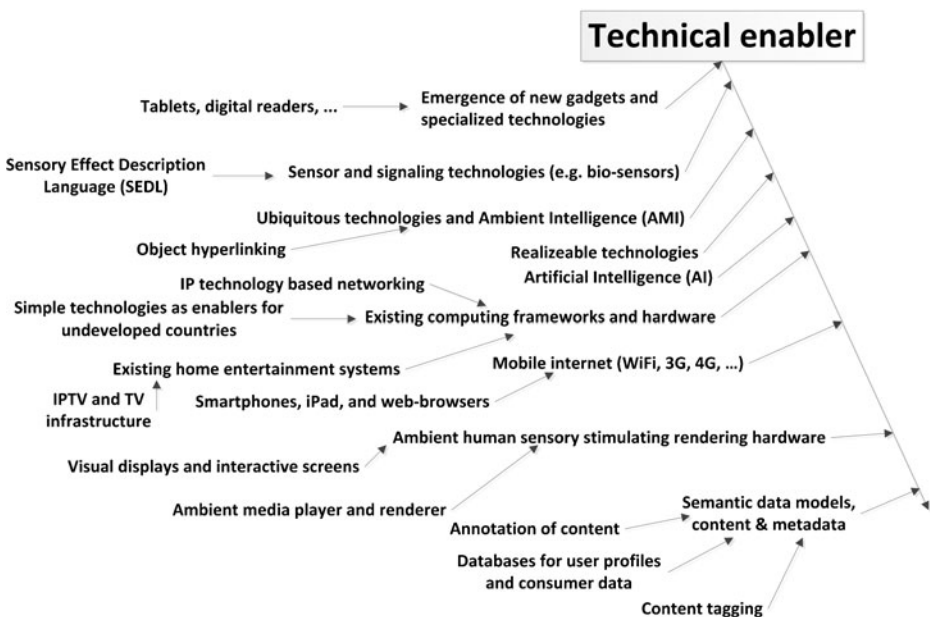 Technical enabler
Tablets, digital readers, ...
Emergence of new gadgets and
specialized technologies
Sensory Effect Description
Language (SEDL)
Sensor and signaling technologies (e.g. bio-sensors)
Ubiquitous technologies and Ambient Intelligence (AMI)
Object hyperlinking
Realizeable technologies
Artificial Intelligence (AI)
IP technology based networking
Simple technologies as enablers for
undeveloped countries
Existing computing frameworks and hardware
Existing home entertainment systems
Mobile internet (WiFi, 3G, 4G, ...)
IPTV and TV
infrastructure
Smartphones, iPad, and web-browsers
Ambient human sensory stimulating rendering hardware
Visual displays and interactive screens
Ambient media player and renderer
Semantic data models,
content & metadata
Annotation of content
Databases for user profiles
and consumer data
Content tagging